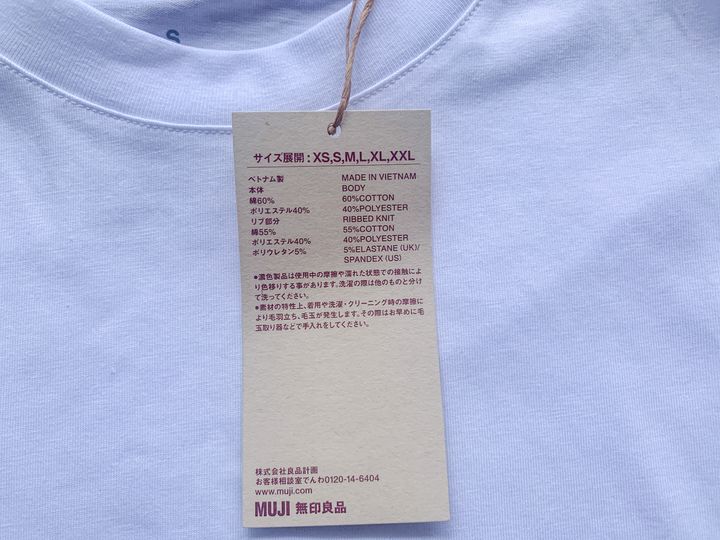 S
サイズ展開 : XS,S,M,L,XL,XXL
ベトナム製 MADE IN VIETNAM
本体 BODY
綿60% 60%COTTON
ポリエステル40% 40%POLYESTER
リブ部分 RIBBED KNIT
綿55% 55%COTTON
ポリエステル40% 40%POLYESTER
ポリウレタン5% 5%ELASTANE (UK)/
SPANDEX (US)
●濃色製品は使用中の摩擦や濡れた状態での接触によ
り色移りする事があります。洗濯の際は他のものと分け
て洗ってください。
●素材の特性上、着用や洗濯・クリーニング時の摩擦に
より毛羽立ち、毛玉が発生します。その際はお早めに毛
玉取り器などで手入れをしてください。
株式会社良品計画
お客様相談室でんわ0120-14-6404
www.muji.com
MUJI 無印良品